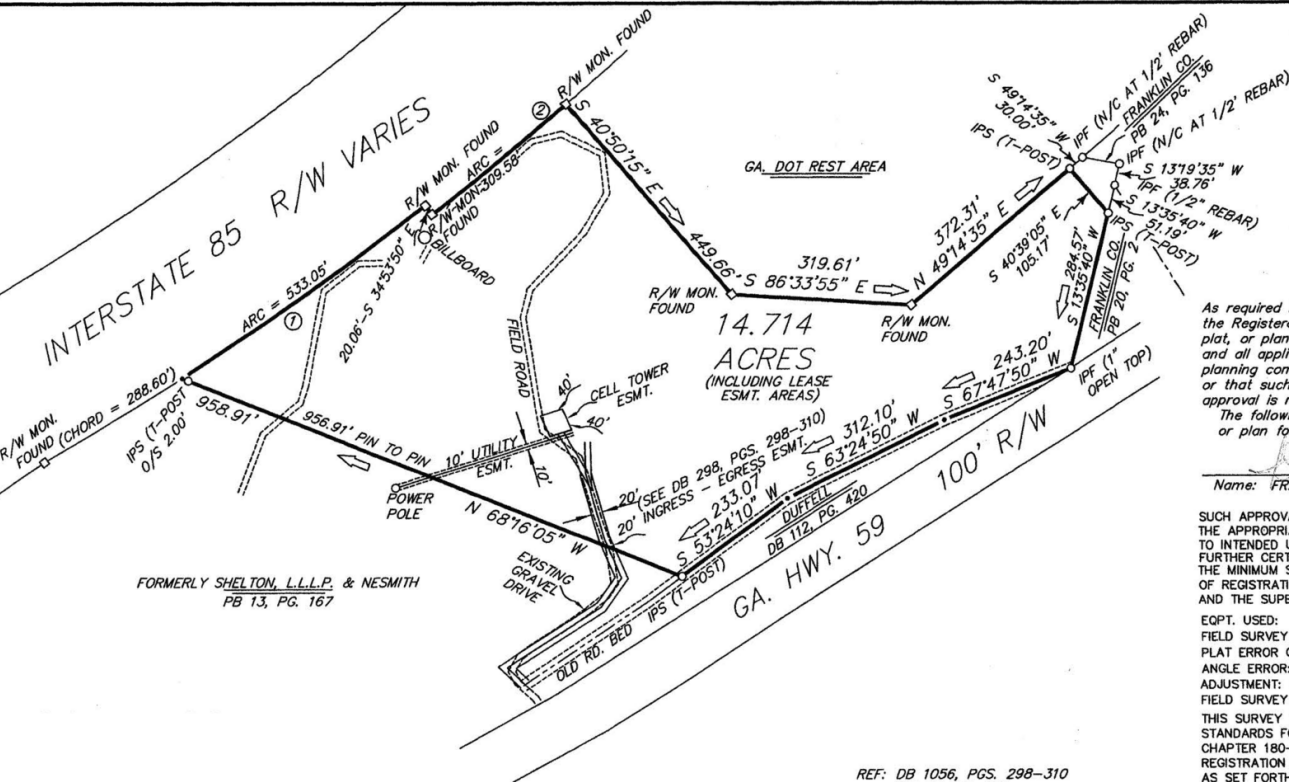 INTERSTATE 85 R/W VARIES
R/W MON. FOUND
②
ARC = 309.58'
R/W MON. FOUND
R/W MON. FOUND
BILLBOARD
ARC = 533.05'
①
20.06'-S 34°53'50" E
R/W MON. FOUND (CHORD = 288.60')
IPS (T-POST
O/S 2.00'
958.91'
956.91' PIN TO PIN
N 68°16'05" W
S 40°50'15" E
449.66'
GA. DOT REST AREA
319.61'
S 86°33'55" E
R/W MON.
FOUND
R/W MON.
FOUND
372.31'
N 49°14'35" E
S 49°14'35" W
30.00'
IPS (T-POST)
IPF (N/C AT 1/2' REBAR)
FRANKLIN CO.
PB 24, PG. 136
IPF (N/C AT 1/2' REBAR)
S 13°19'35" W
38.76'
IPF (1/2" REBAR)
S 13°35'40" W
51.19'
IPS
(T-POST)
S 40°39'05" E
105.17'
284.57'
S 13°35'40" W
FRANKLIN CO.
PB 20, PG. 2
14.714
ACRES
(INCLUDING LEASE
ESMT. AREAS)
IPF (1"
OPEN TOP)
243.20'
S 67°47'50" W
312.10'
S 63°24'50" W
233.07'
S 53°24'10" W
DUFFELL
DB 112, PG. 420
100' R/W
GA. HWY. 59
FIELD ROAD
40'
CELL TOWER
ESMT.
40'
10' UTILITY
ESMT.
10'
POWER
POLE
20' (SEE DB 298, PGS. 298-310)
20' INGRESS - EGRESS ESMT.
EXISTING
GRAVEL
DRIVE
OLD RD. BED
IPS (T-POST)
FORMERLY SHELTON, L.L.L.P. & NESMITH
PB 13, PG. 167
REF: DB 1056, PGS. 298-310
As required
the Registere
plat, or plan
and all appli
planning con
or that such
approval is r
The follow
or plan fo
Name: FR
SUCH APPROVA
THE APPROPRIA
TO INTENDED U
FURTHER CERT
THE MINIMUM S
OF REGISTRATI
AND THE SUPE
EQPT. USED:
FIELD SURVEY
PLAT ERROR C
ANGLE ERROR:
ADJUSTMENT:
FIELD SURVEY
THIS SURVEY
STANDARDS FO
CHAPTER 180-
REGISTRATION
AS SET FORTH